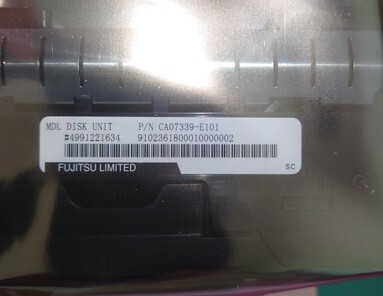 MDL DISK UNIT P/N CA07339-E101
#4991221634 9102361800010000002
FUJITSU LIMITED SC